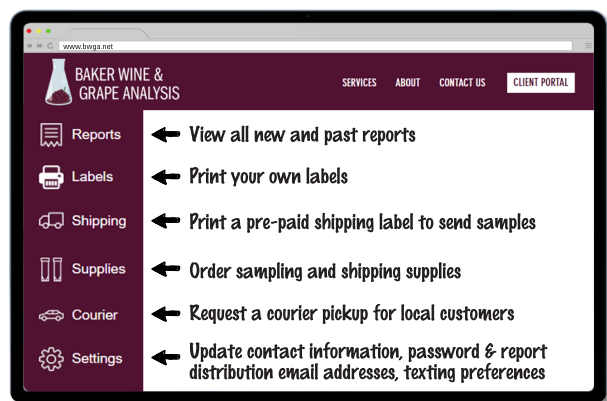 www.bwga.net
BAKER WINE &
GRAPE ANALYSIS
SERVICES ABOUT CONTACT US CLIENT PORTAL
Reports View all new and past reports
Labels Print your own labels
Shipping Print a pre-paid shipping label to send samples
Supplies Order sampling and shipping supplies
Courier Request a courier pickup for local customers
Settings Update contact information, password & report
distribution email addresses, texting preferences